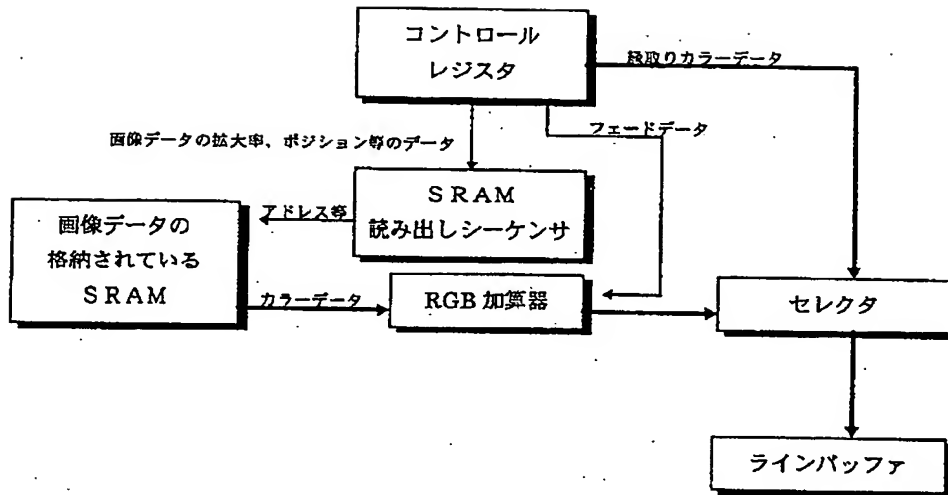 コントロール
レジスタ
縁取りカラーデータ
フェードデータ
画像データの拡大率、ポジション等のデータ
SRAM
読み出しシーケンサ
アドレス等
画像データの
格納されている
SRAM
カラーデータ
RGB 加算器
セレクタ
ラインバッファ